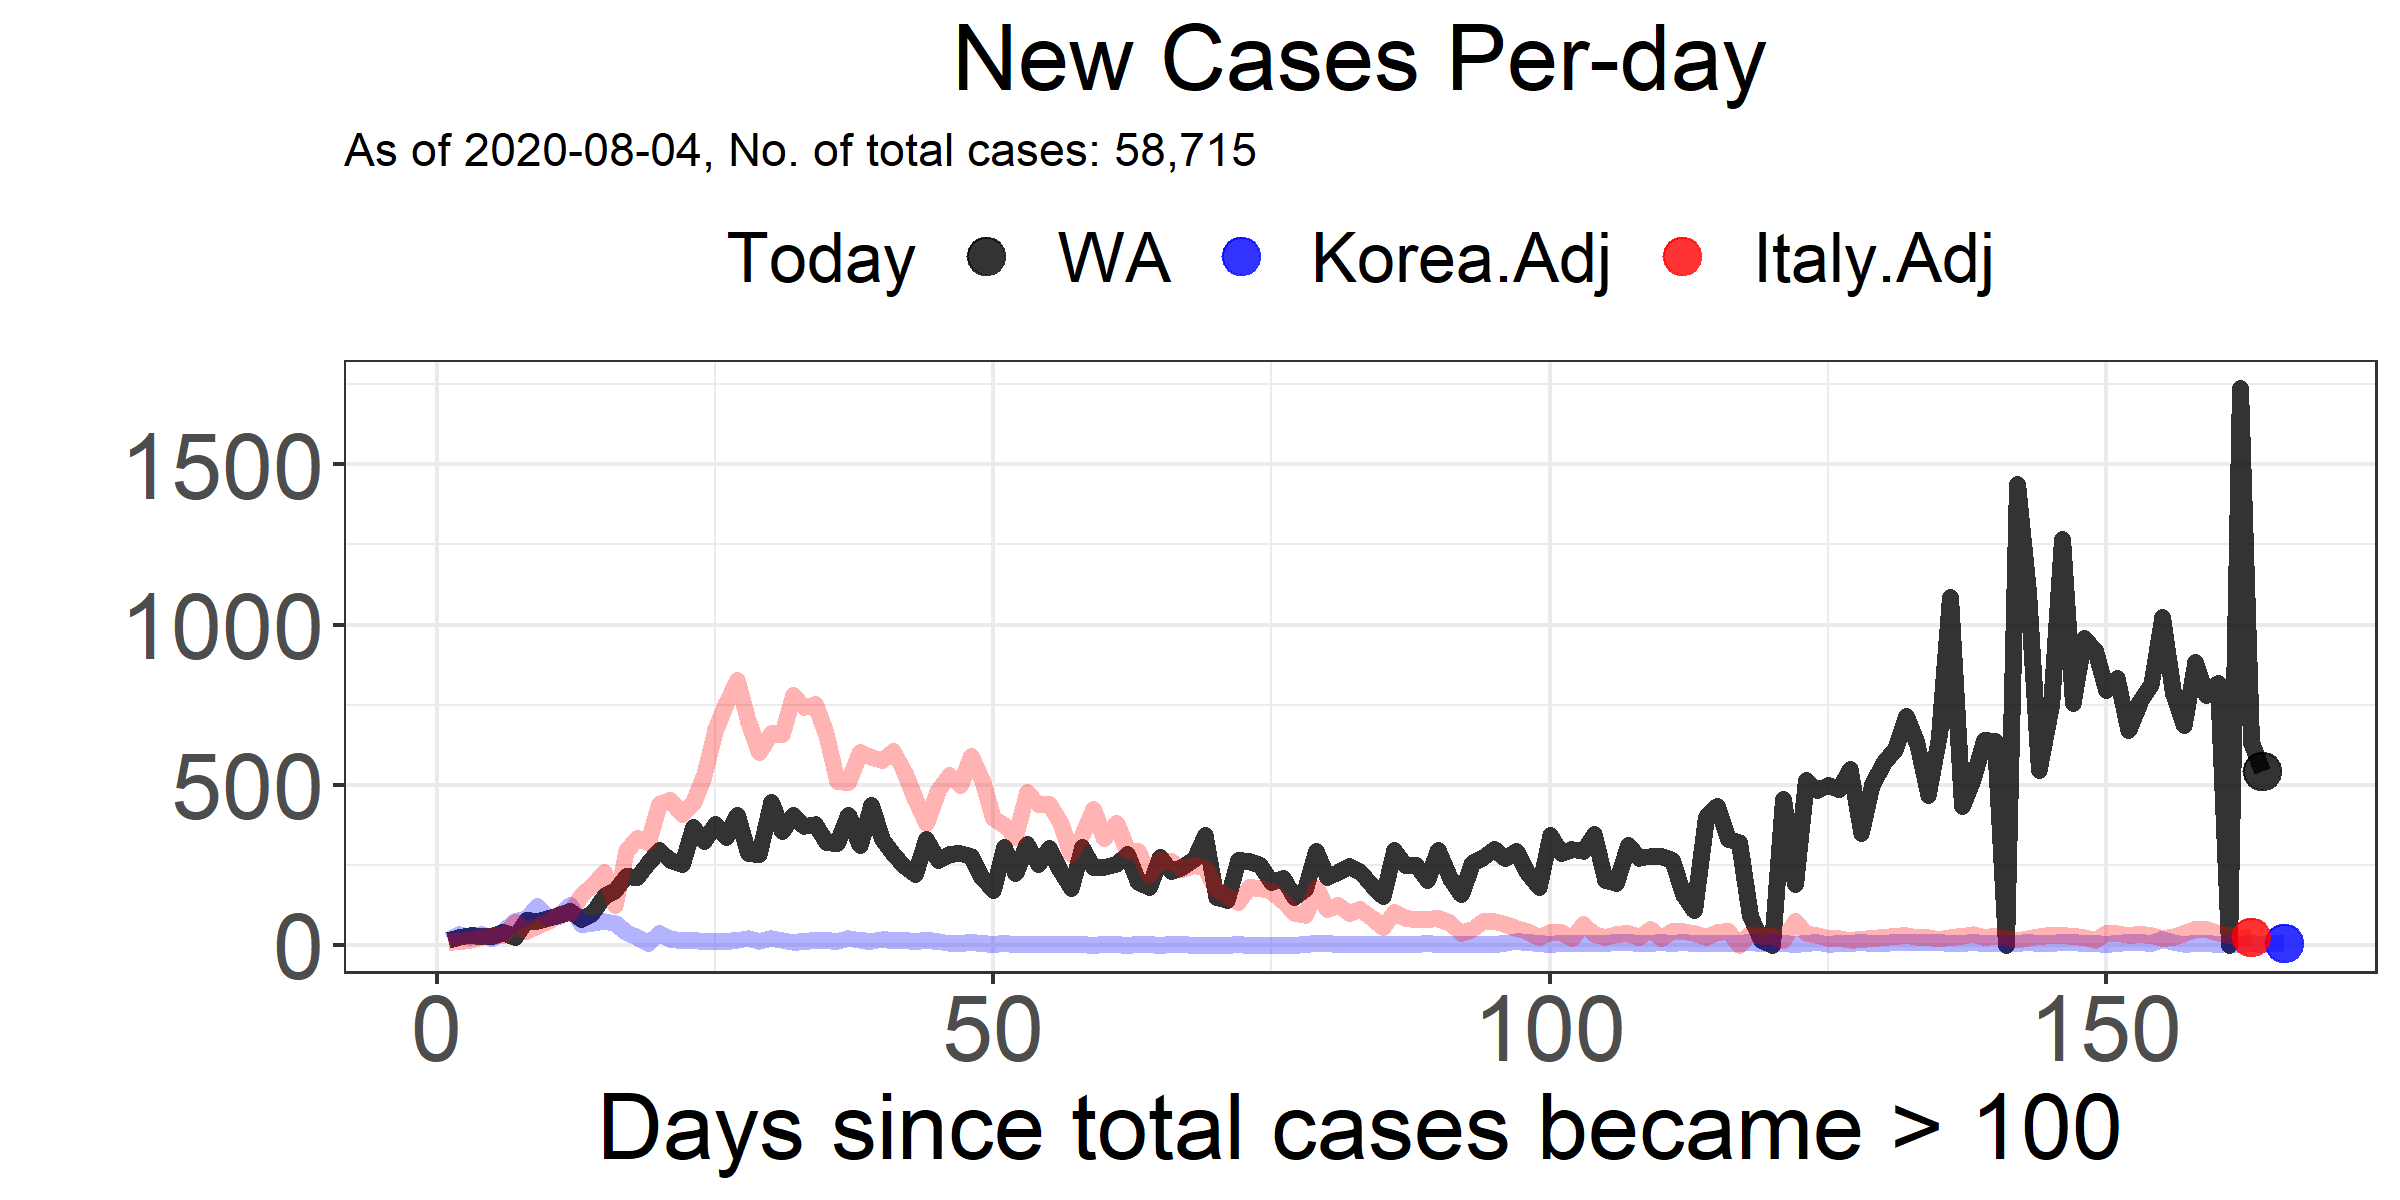 New Cases Per-day
As of 2020-08-04, No. of total cases: 58,715
Today WA Korea.Adj Italy.Adj
1500
1000
500
0
0 50 100 150
Days since total cases became > 100